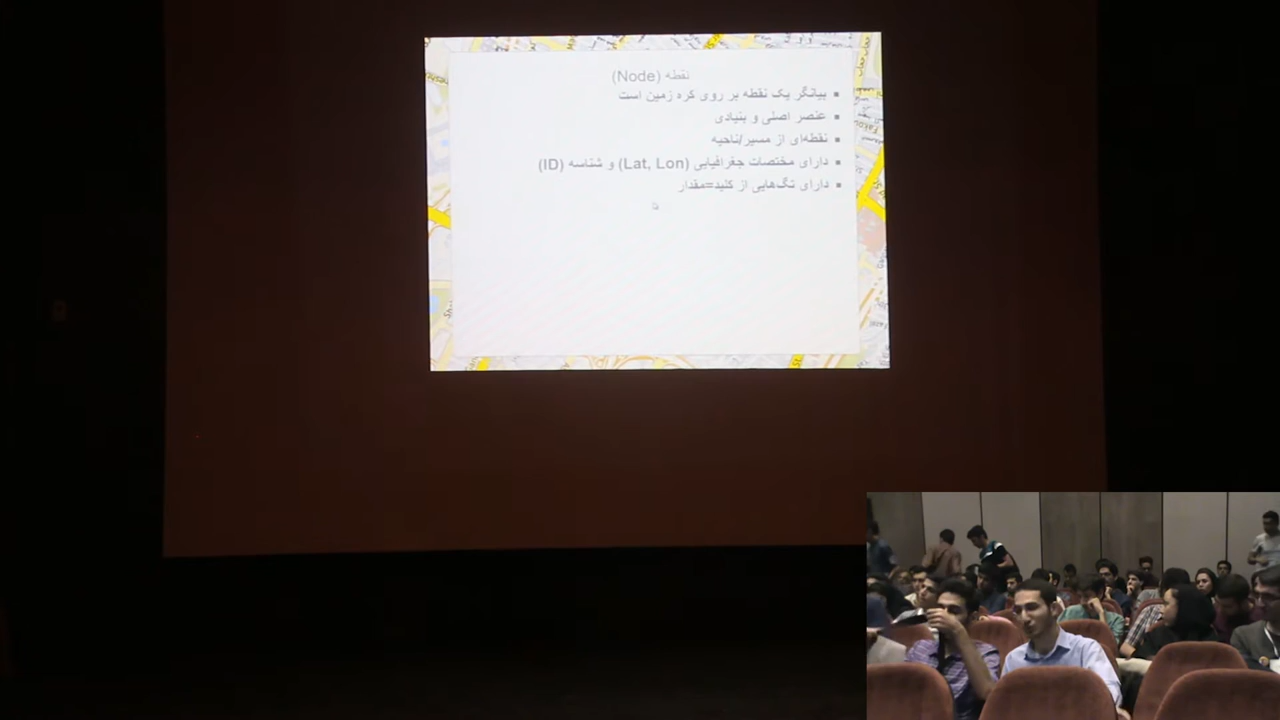 نقطه (Node)
بیانگر یک نقطه بر روی کره زمین است
عنصر اصلی و بنیادی
نقطه‌ای از مسیر/ناحیه
دارای مختصات جغرافیایی (Lat, Lon) و شناسه (ID)
دارای تگ‌هایی از کلید=مقدار